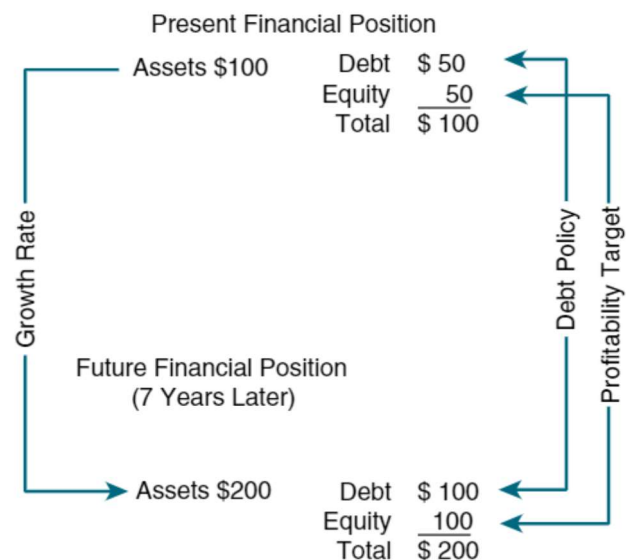 Present Financial Position
Assets $100
Debt $ 50
Equity 50
Total $ 100
Growth Rate
Debt Policy
Profitability Target
Future Financial Position
(7 Years Later)
Assets $200
Debt $ 100
Equity 100
Total $ 200